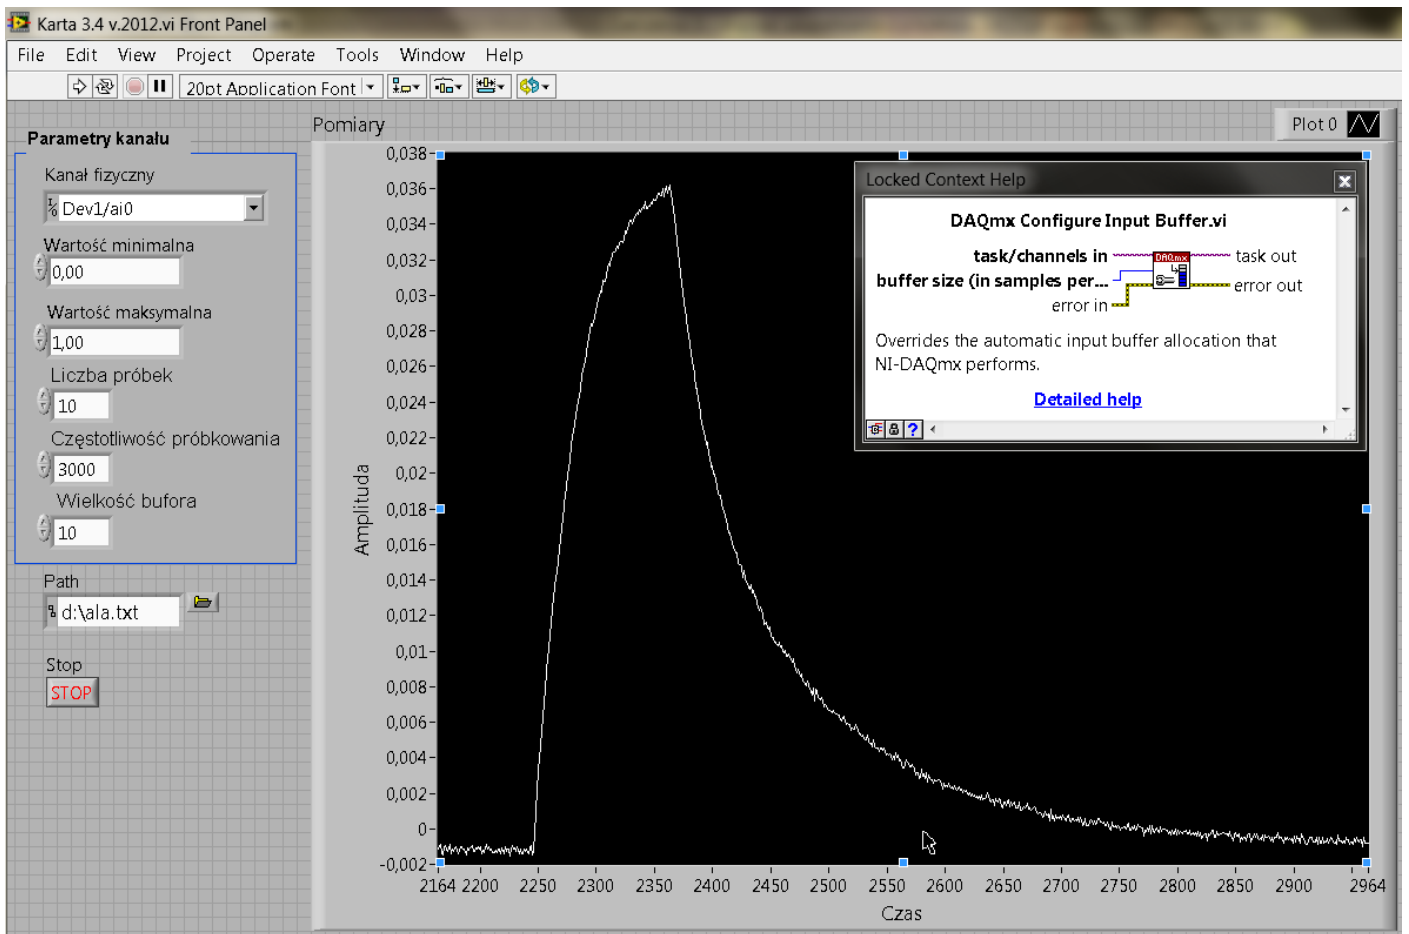 Karta 3.4 v.2012.vi Front Panel
File Edit View Project Operate Tools Window Help
20pt Application Font
Parametry kanału
Kanał fizyczny
Dev1/ai0
Wartość minimalna
0,00
Wartość maksymalna
1,00
Liczba próbek
10
Częstotliwość próbkowania
3000
Wielkość bufora
10
Path
d:\ala.txt
Stop
STOP
Pomiary
Plot 0
0,038
0,036
0,034
0,032
0,03
0,028
0,026
0,024
0,022
0,02
0,018
0,016
0,014
0,012
0,01
0,008
0,006
0,004
0,002
0
-0,002
Amplituda
2164 2200 2250 2300 2350 2400 2450 2500 2550 2600 2650 2700 2750 2800 2850 2900 2964
Czas
Locked Context Help
DAQmx Configure Input Buffer.vi
task/channels in
DAQmx
task out
buffer size (in samples per...
error out
error in
Overrides the automatic input buffer allocation that
NI-DAQmx performs.
Detailed help
?